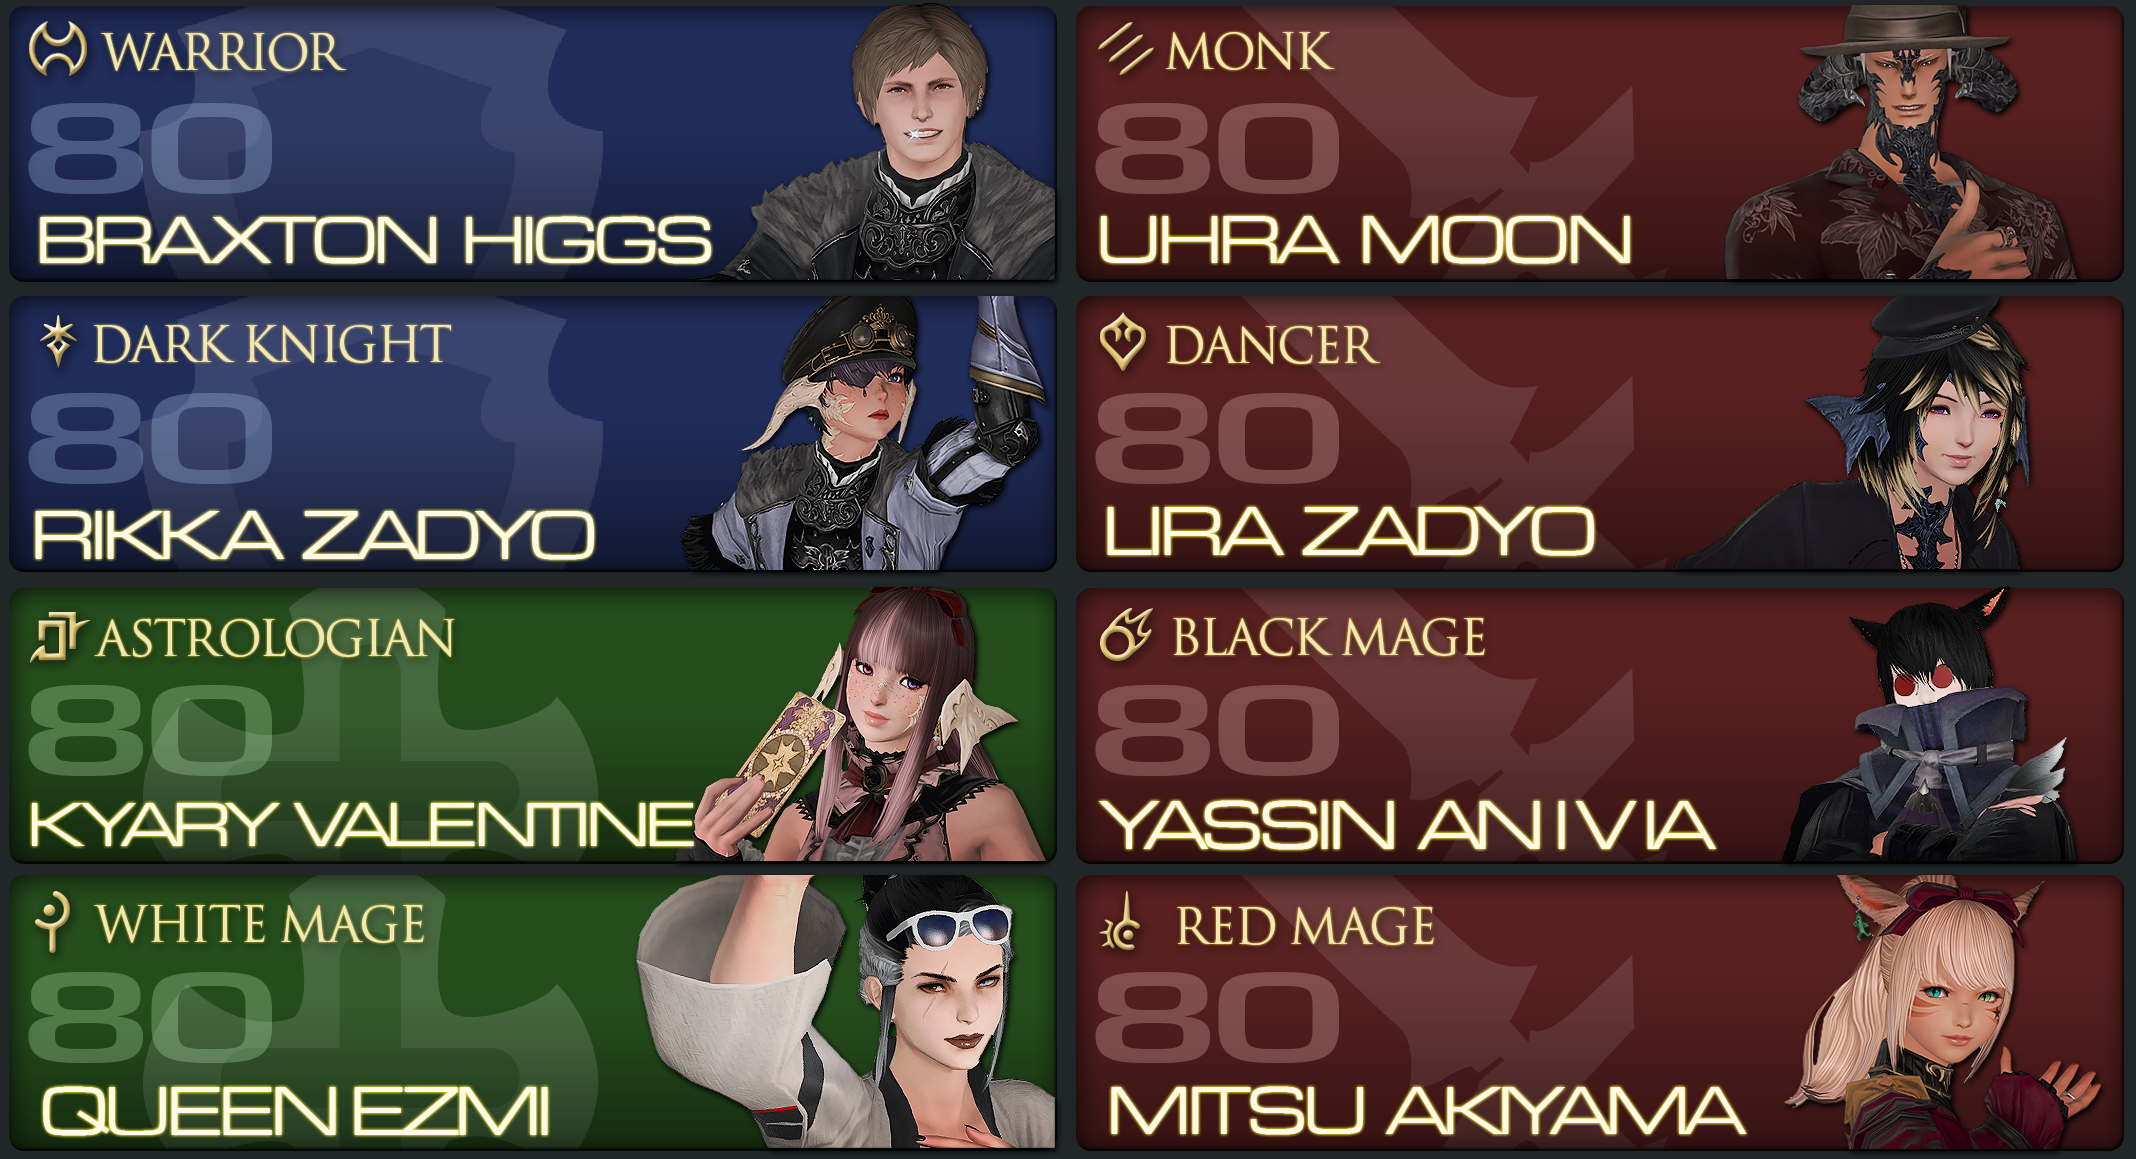 WARRIOR
80
BRAXTON HIGGS
MONK
80
UHRA MOON
DARK KNIGHT
80
RIKKA ZADYO
DANCER
80
LIRA ZADYO
ASTROLOGIAN
80
KYARY VALENTINE
BLACK MAGE
80
YASSIN ANIVIA
WHITE MAGE
80
QUEEN EZMI
RED MAGE
80
MITSU AKIYAMA